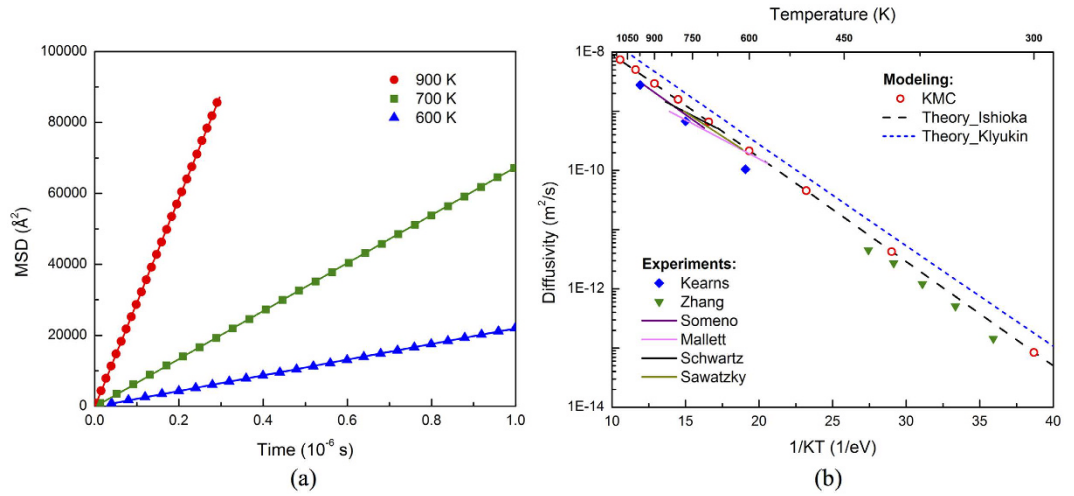 100000
80000
60000
40000
20000
0
MSD (Å²)
900 K
700 K
600 K
0.0 0.2 0.4 0.6 0.8 1.0
Time (10⁻⁶ s)
(a)
Temperature (K)
1050 900 750 600 450 300
1E-8
1E-10
1E-12
1E-14
Diffusivity (m²/s)
Modeling:
KMC
Theory_Ishioka
Theory_Klyukin
Experiments:
Kearns
Zhang
Someno
Mallett
Schwartz
Sawatzky
10 15 20 25 30 35 40
1/KT (1/eV)
(b)